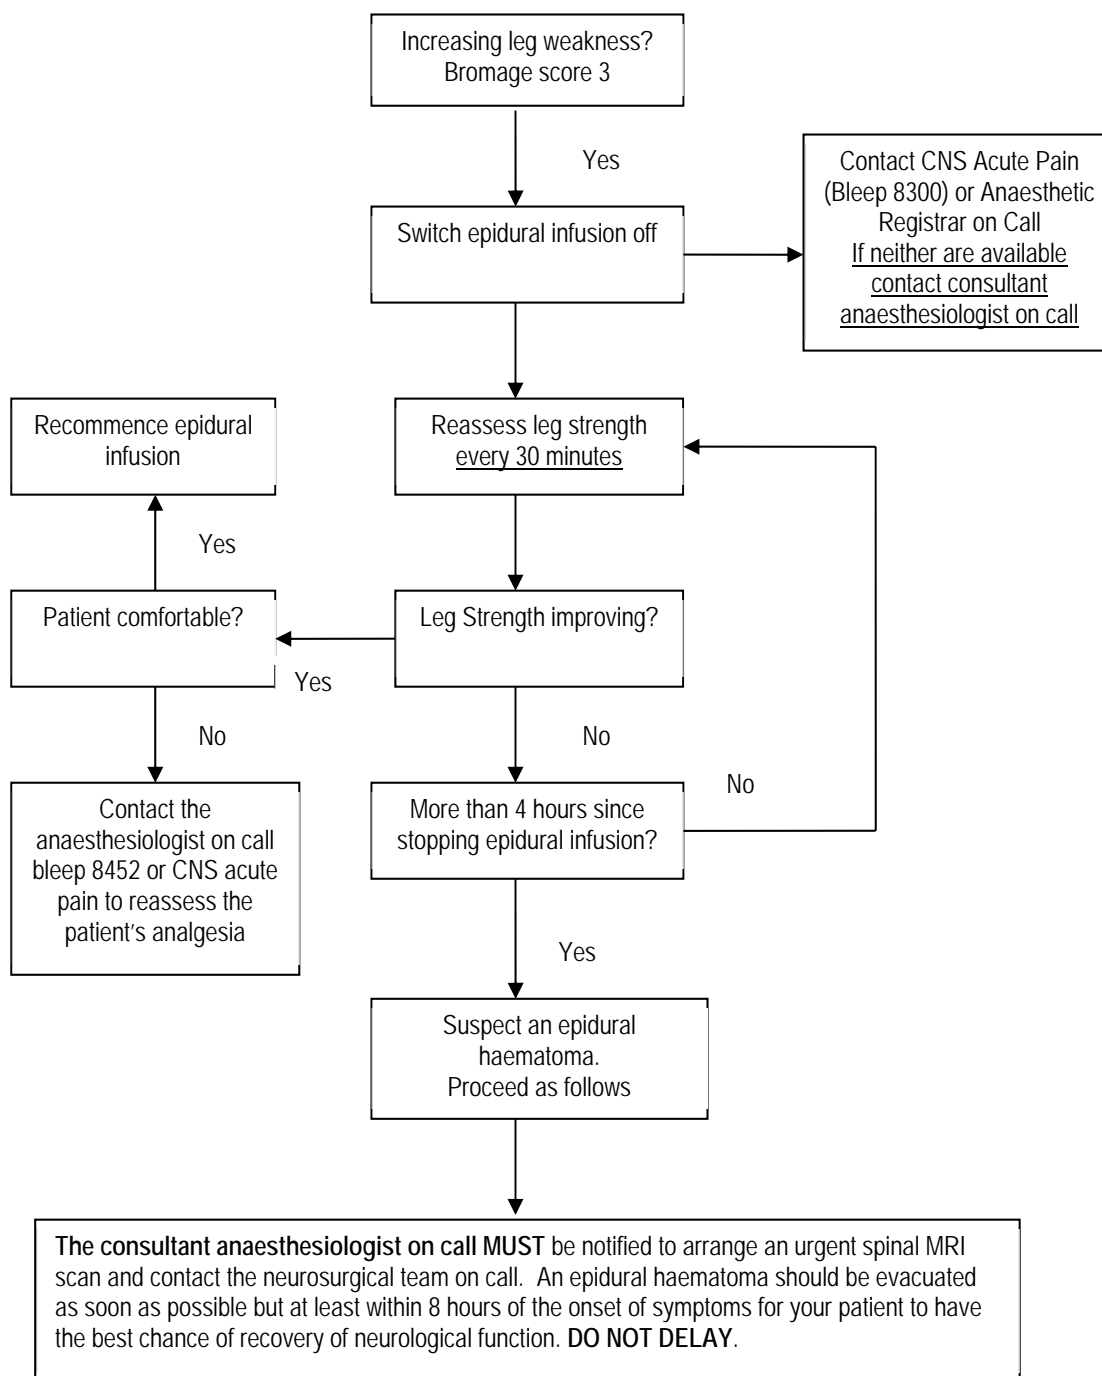 Increasing leg weakness?
Bromage score 3
Yes
Contact CNS Acute Pain
(Bleep 8300) or Anaesthetic
Registrar on Call
If neither are available
contact consultant
anaesthesiologist on call
Switch epidural infusion off
Recommence epidural
infusion
Reassess leg strength
every 30 minutes
Yes
Patient comfortable?
Leg Strength improving?
Yes
No
No
No
Contact the
anaesthesiologist on call
bleep 8452 or CNS acute
pain to reassess the
patient's analgesia
More than 4 hours since
stopping epidural infusion?
Yes
Suspect an epidural
haematoma.
Proceed as follows
The consultant anaesthesiologist on call MUST be notified to arrange an urgent spinal MRI
scan and contact the neurosurgical team on call.  An epidural haematoma should be evacuated
as soon as possible but at least within 8 hours of the onset of symptoms for your patient to have
the best chance of recovery of neurological function. DO NOT DELAY.